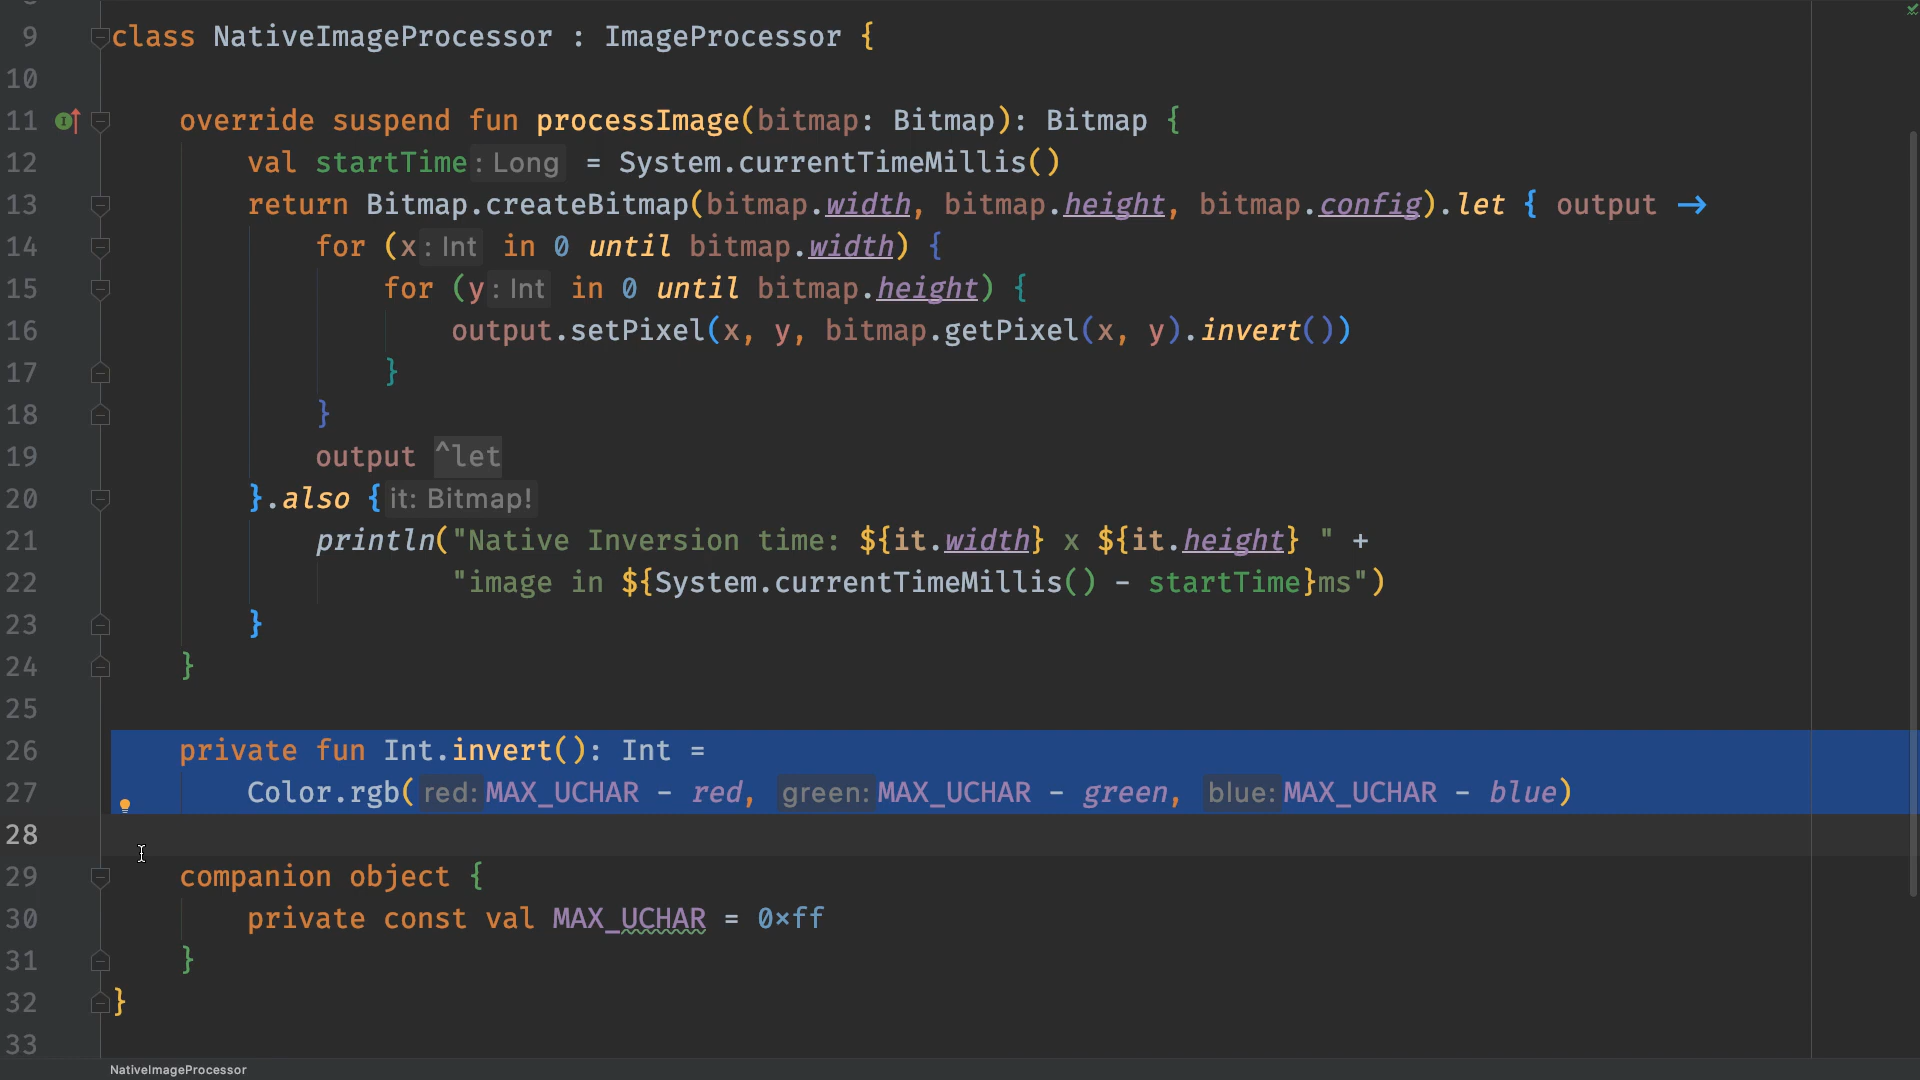 9 class NativeImageProcessor : ImageProcessor {
10
11 override suspend fun processImage(bitmap: Bitmap): Bitmap {
12 val startTime : Long = System.currentTimeMillis()
13 return Bitmap.createBitmap(bitmap.width, bitmap.height, bitmap.config).let { output →
14 for (x : Int in 0 until bitmap.width) {
15 for (y : Int in 0 until bitmap.height) {
16 output.setPixel(x, y, bitmap.getPixel(x, y).invert())
17 }
18 }
19 output ^let
20 }.also { it: Bitmap!
21 println("Native Inversion time: ${it.width} x ${it.height} " +
22 "image in ${System.currentTimeMillis() - startTime}ms")
23 }
24 }
25
26 private fun Int.invert(): Int =
27 Color.rgb( red: MAX_UCHAR - red, green: MAX_UCHAR - green, blue: MAX_UCHAR - blue)
28
29 companion object {
30 private const val MAX_UCHAR = 0xff
31 }
32 }
33
NativeImageProcessor